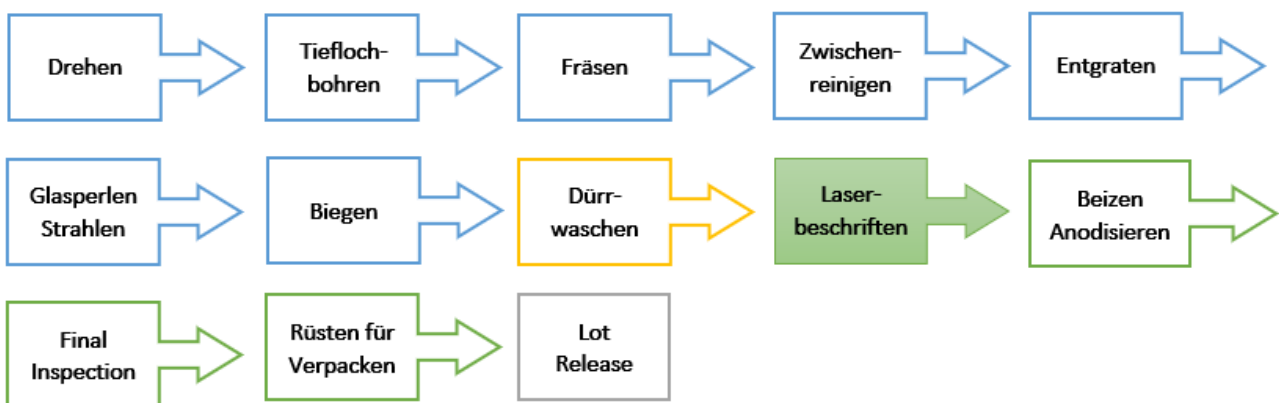 Drehen
Tiefloch-
bohren
Fräsen
Zwischen-
reinigen
Entgraten
Glasperlen
Strahlen
Biegen
Dürr-
waschen
Laser-
beschriften
Beizen
Anodisieren
Final
Inspection
Rüsten für
Verpacken
Lot
Release